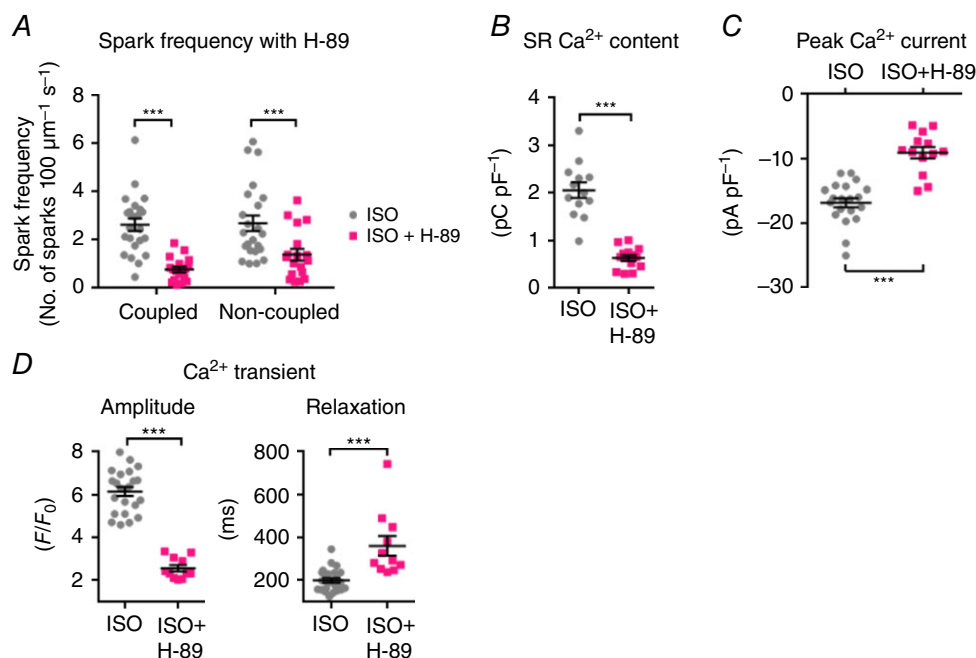 A
Spark frequency with H-89
Spark frequency
(No. of sparks 100 µm⁻¹ s⁻¹)
8
6
4
2
0
***
***
Coupled
Non-coupled
ISO
ISO + H-89
B
SR Ca²⁺ content
(pC pF⁻¹)
4
3
2
1
0
***
ISO
ISO+
H-89
C
Peak Ca²⁺ current
ISO
ISO+H-89
(pA pF⁻¹)
0
−10
−20
−30
***
D
Ca²⁺ transient
Amplitude
(F/F₀)
8
6
4
2
***
ISO
ISO+
H-89
Relaxation
(ms)
800
600
400
200
***
ISO
ISO+
H-89